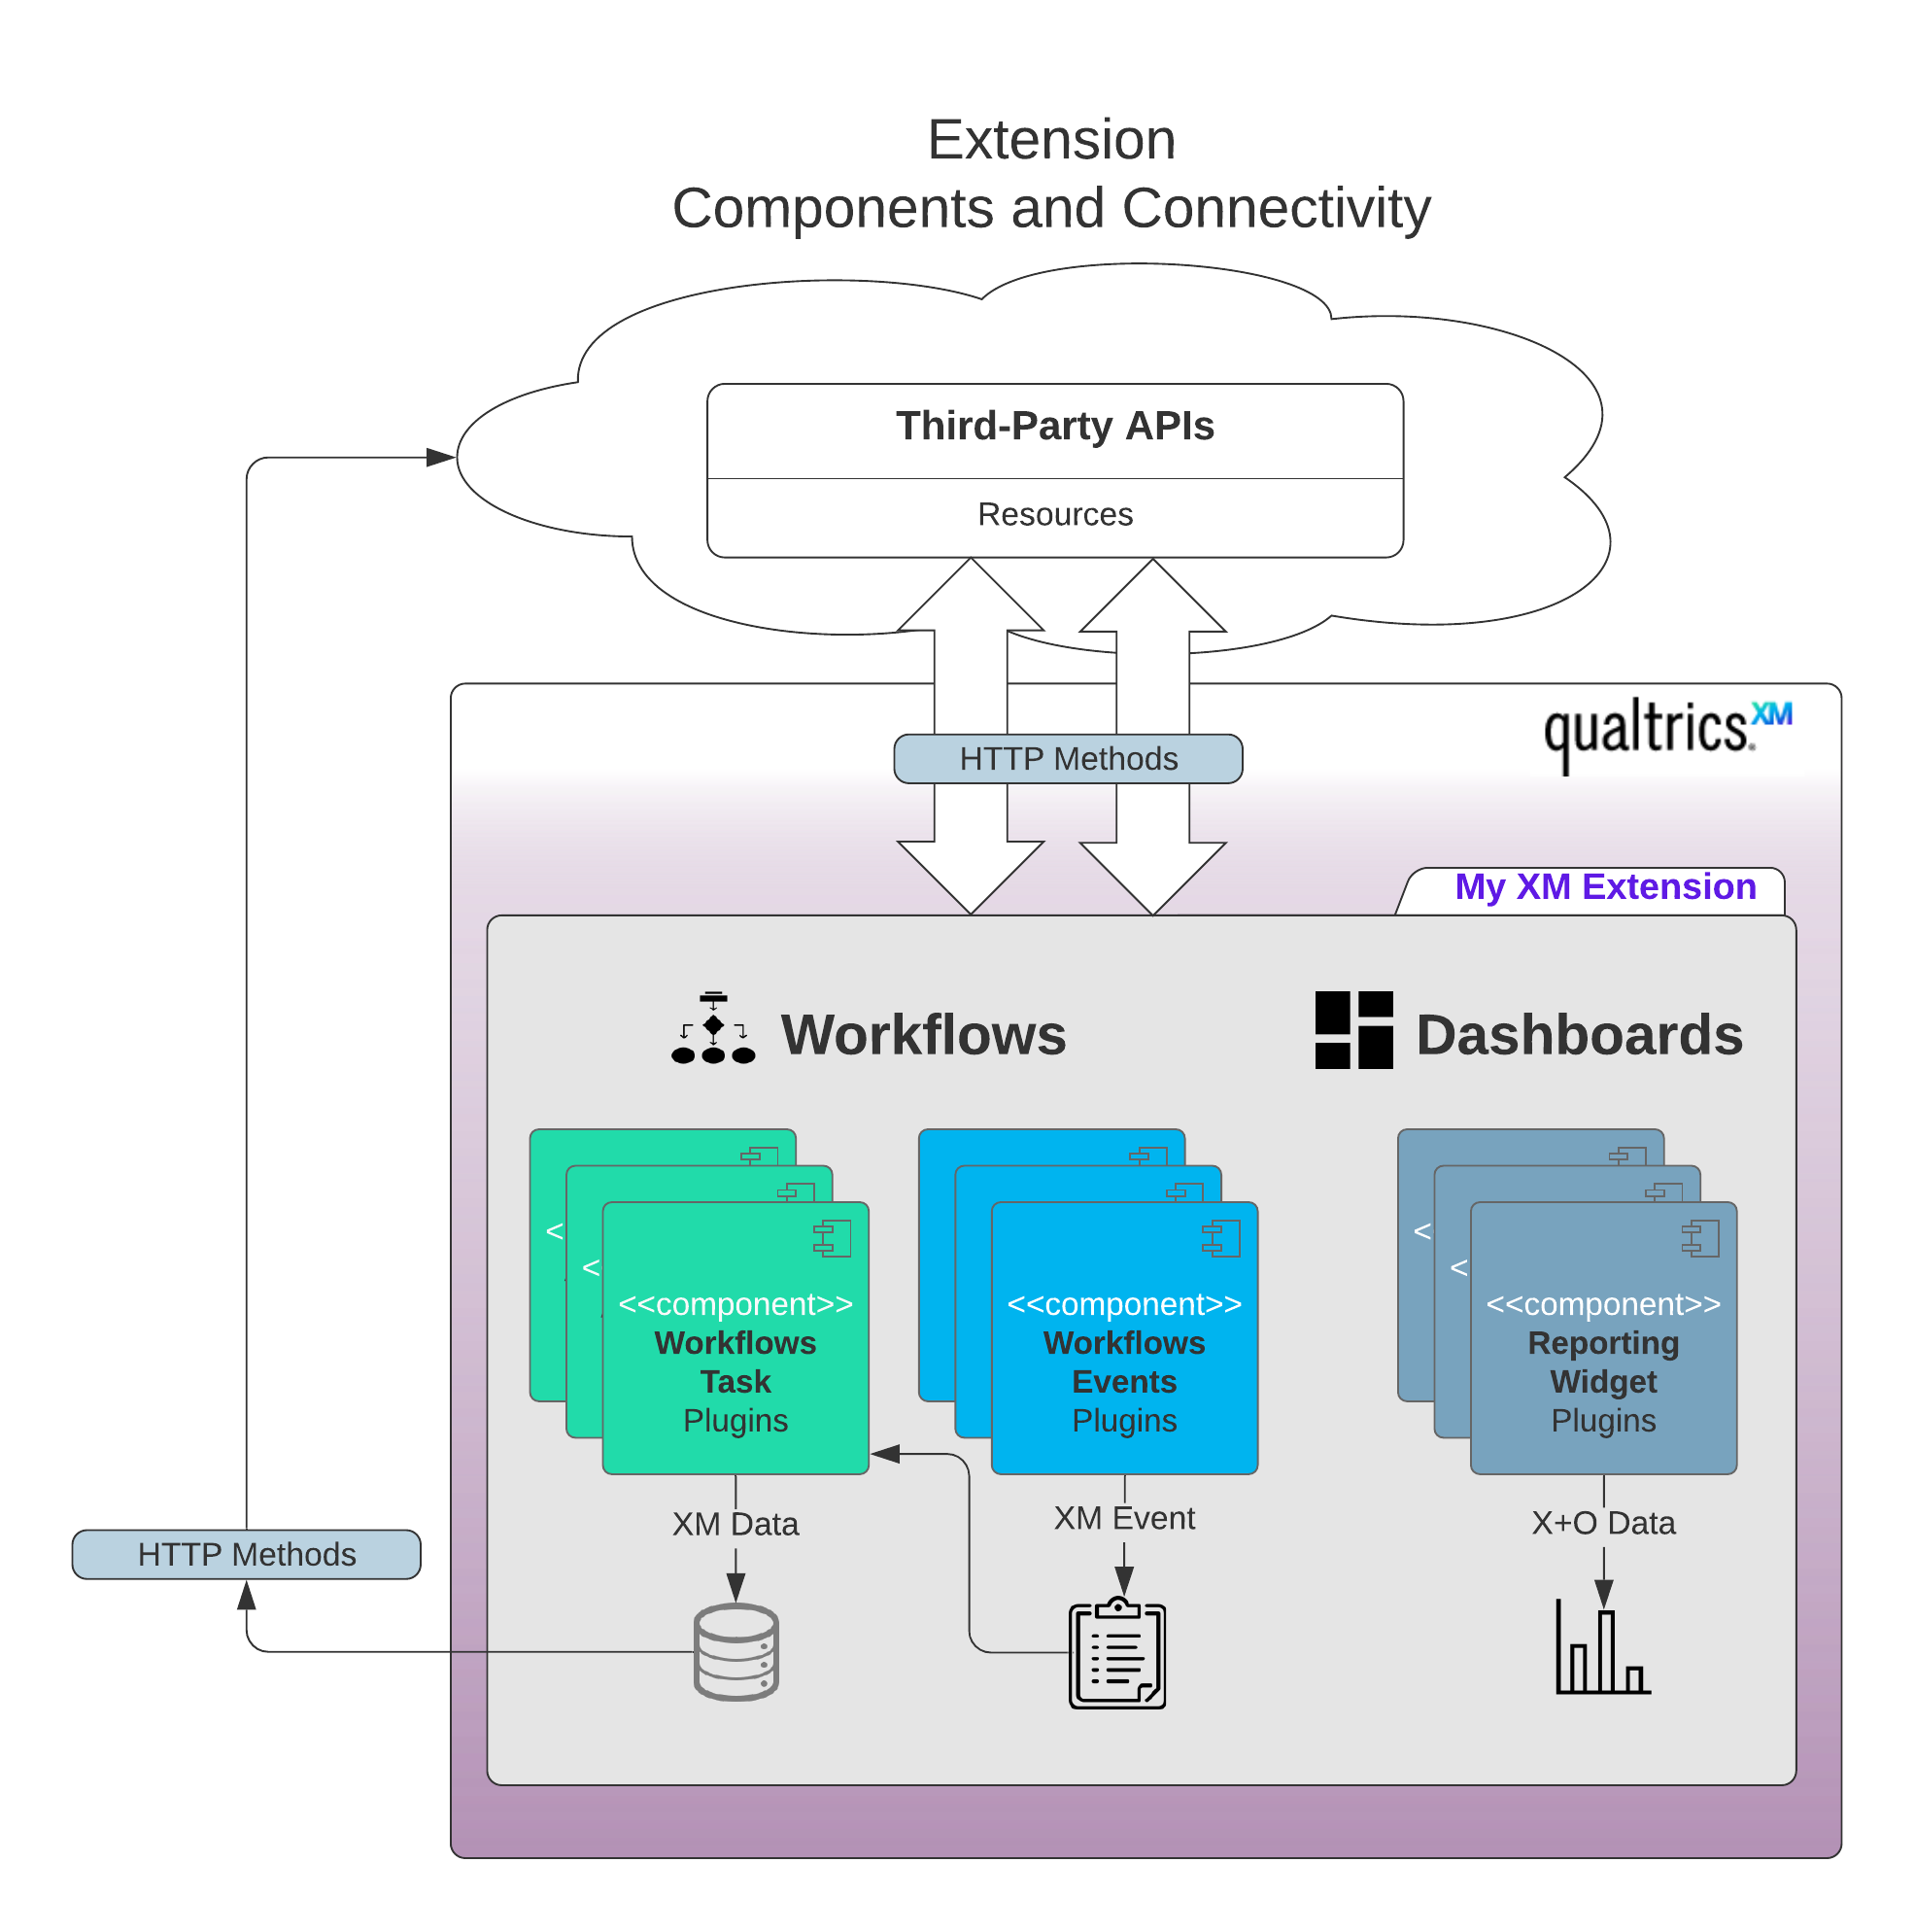 Extension
Components and Connectivity
Third-Party APIs
Resources
qualtrics.XM
HTTP Methods
My XM Extension
Workflows
Dashboards
<
<
<<component>>
Workflows
Task
Plugins
<<component>>
Workflows
Events
Plugins
<
<
<<component>>
Reporting
Widget
Plugins
XM Data
XM Event
X+O Data
HTTP Methods